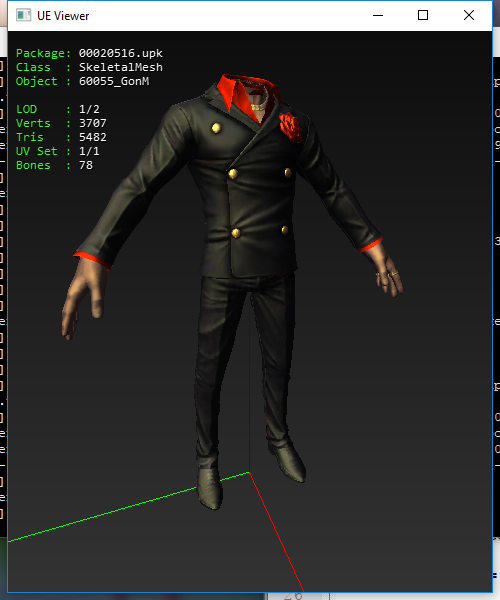 UE Viewer
Package: 00020516.upk
Class : SkeletalMesh
Object : 60055_GonM
LOD : 1/2
Verts : 3707
Tris : 5482
UV Set : 1/1
Bones : 78